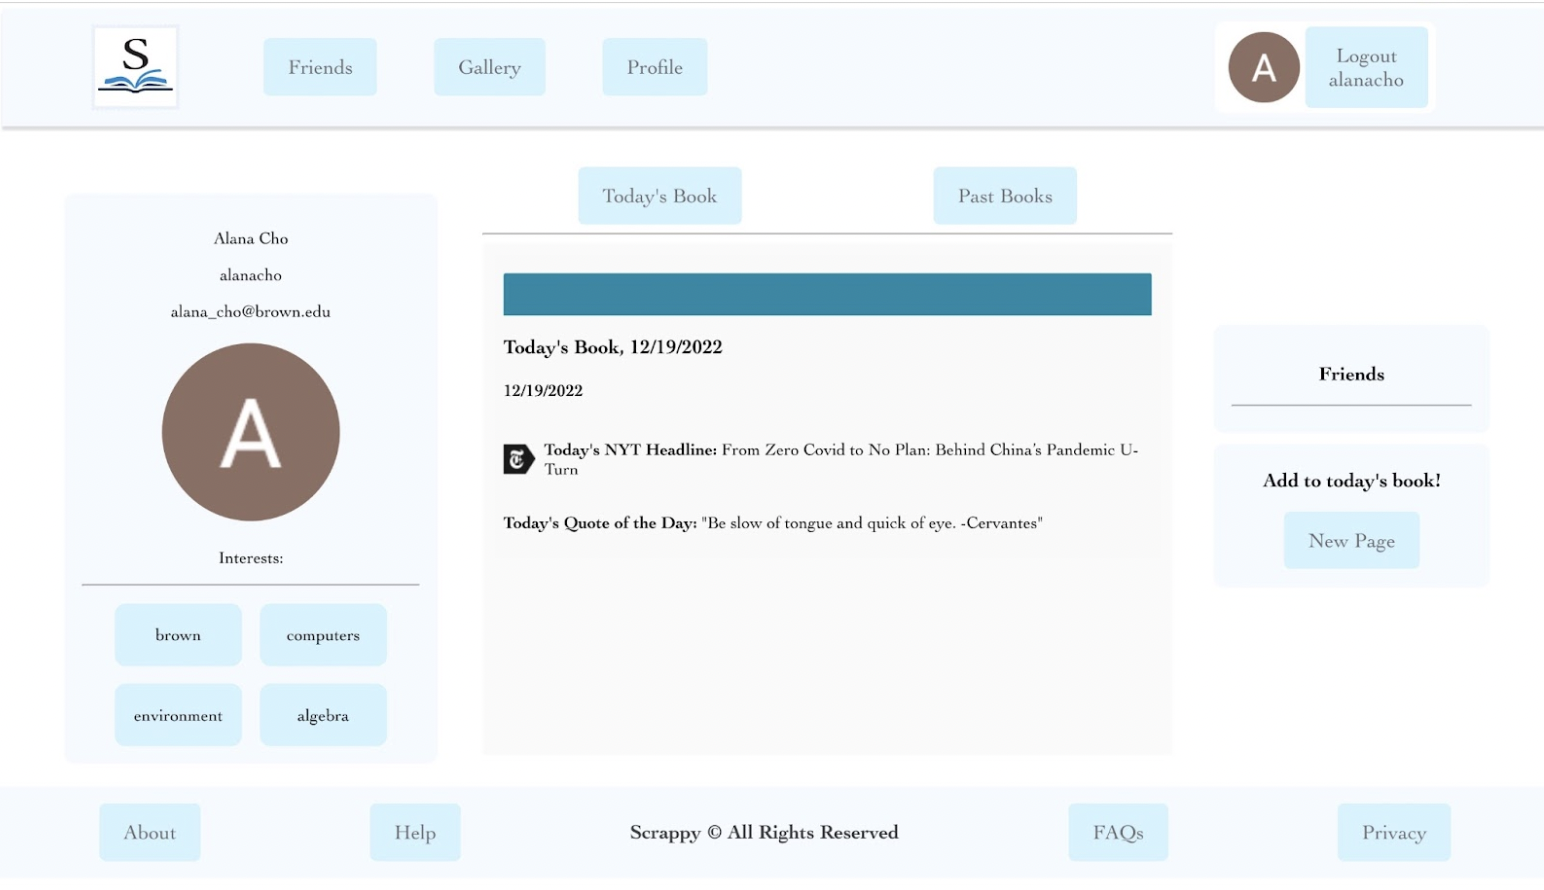 S
Friends
Gallery
Profile
A
Logout
alanacho
Alana Cho
alanacho
alana_cho@brown.edu
A
Interests:
brown
computers
environment
algebra
Today's Book
Past Books
Today's Book, 12/19/2022
12/19/2022
Today's NYT Headline: From Zero Covid to No Plan: Behind China’s Pandemic U-
Turn
Today's Quote of the Day: "Be slow of tongue and quick of eye. -Cervantes"
Friends
Add to today's book!
New Page
About
Help
Scrappy © All Rights Reserved
FAQs
Privacy